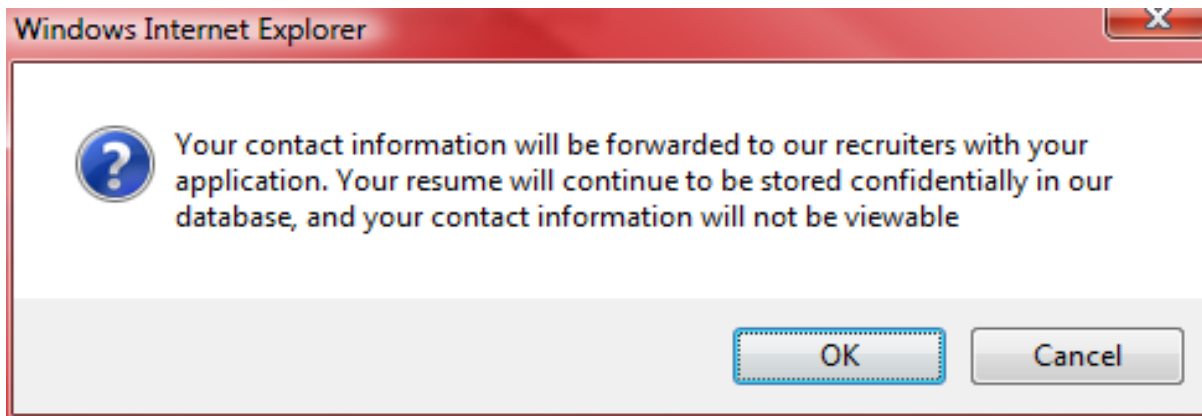 Windows Internet Explorer
Your contact information will be forwarded to our recruiters with your
application. Your resume will continue to be stored confidentially in our
database, and your contact information will not be viewable
OK
Cancel